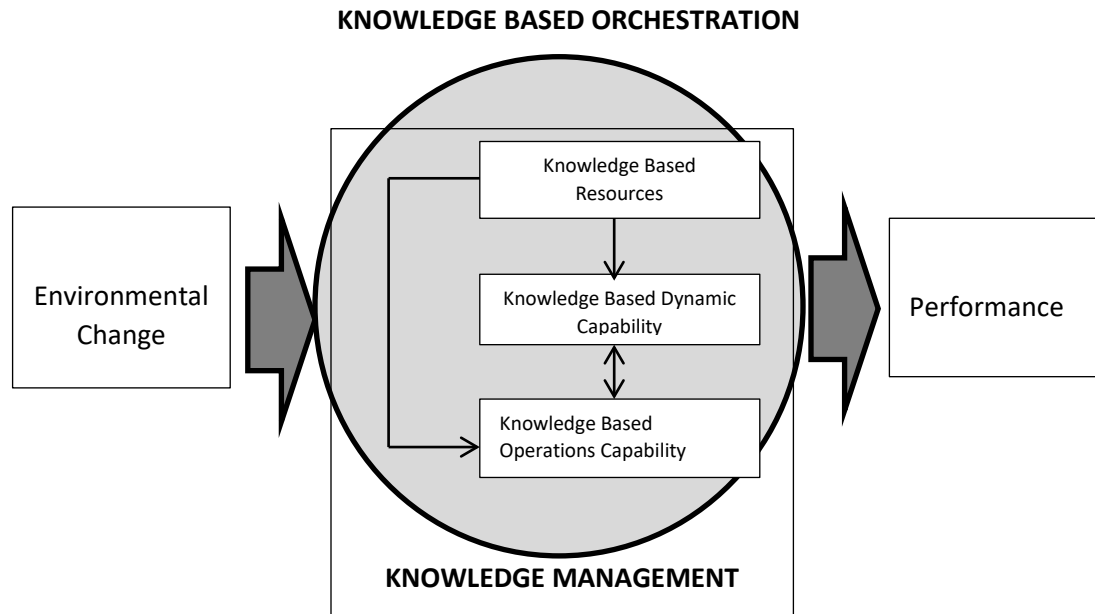 KNOWLEDGE BASED ORCHESTRATION
Knowledge Based
Resources
Environmental
Change
Knowledge Based Dynamic
Capability
Performance
Knowledge Based
Operations Capability
KNOWLEDGE MANAGEMENT